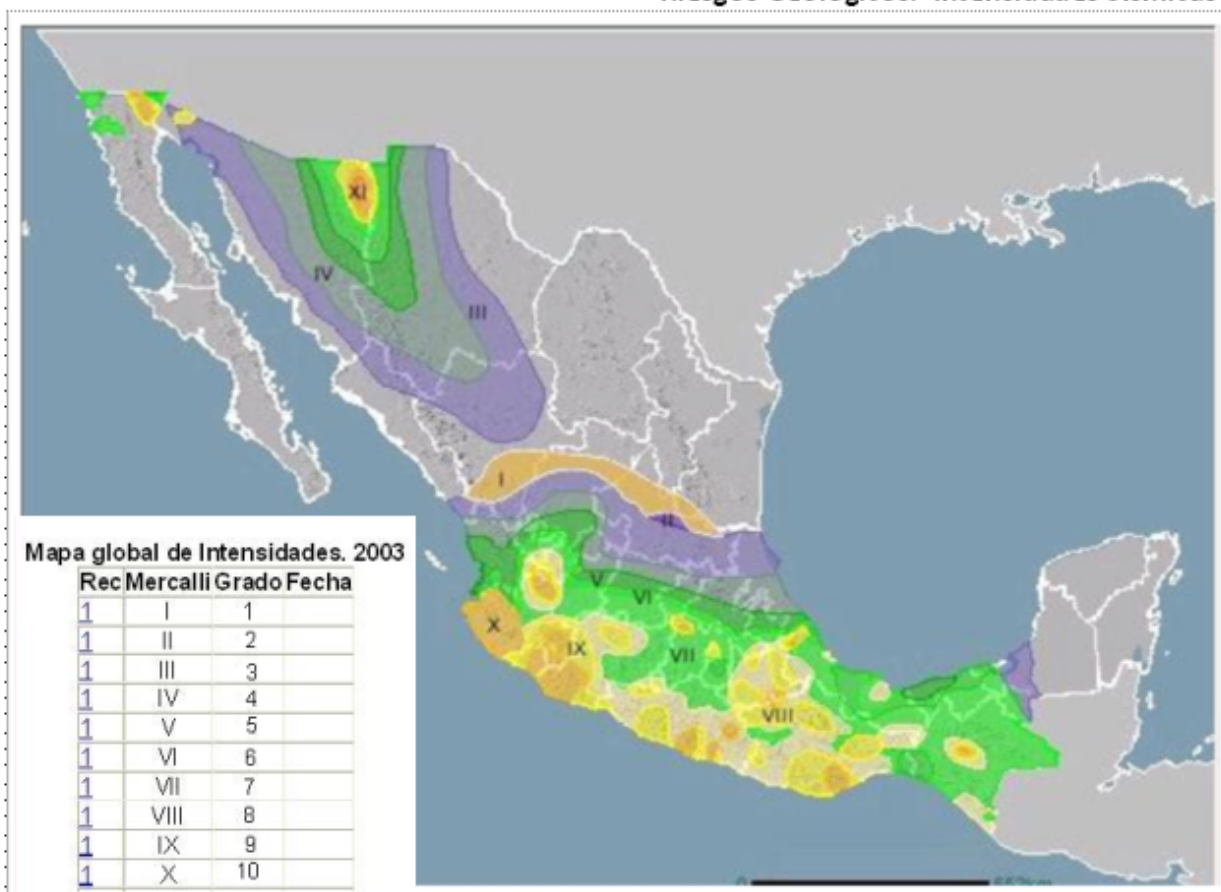 XI
IV
III
I
II
V
VI
X
IX
VII
VIII
Mapa global de Intensidades. 2003
Rec Mercalli Grado Fecha
1 I 1
1 II 2
1 III 3
1 IV 4
1 V 5
1 VI 6
1 VII 7
1 VIII 8
1 IX 9
1 X 10
0